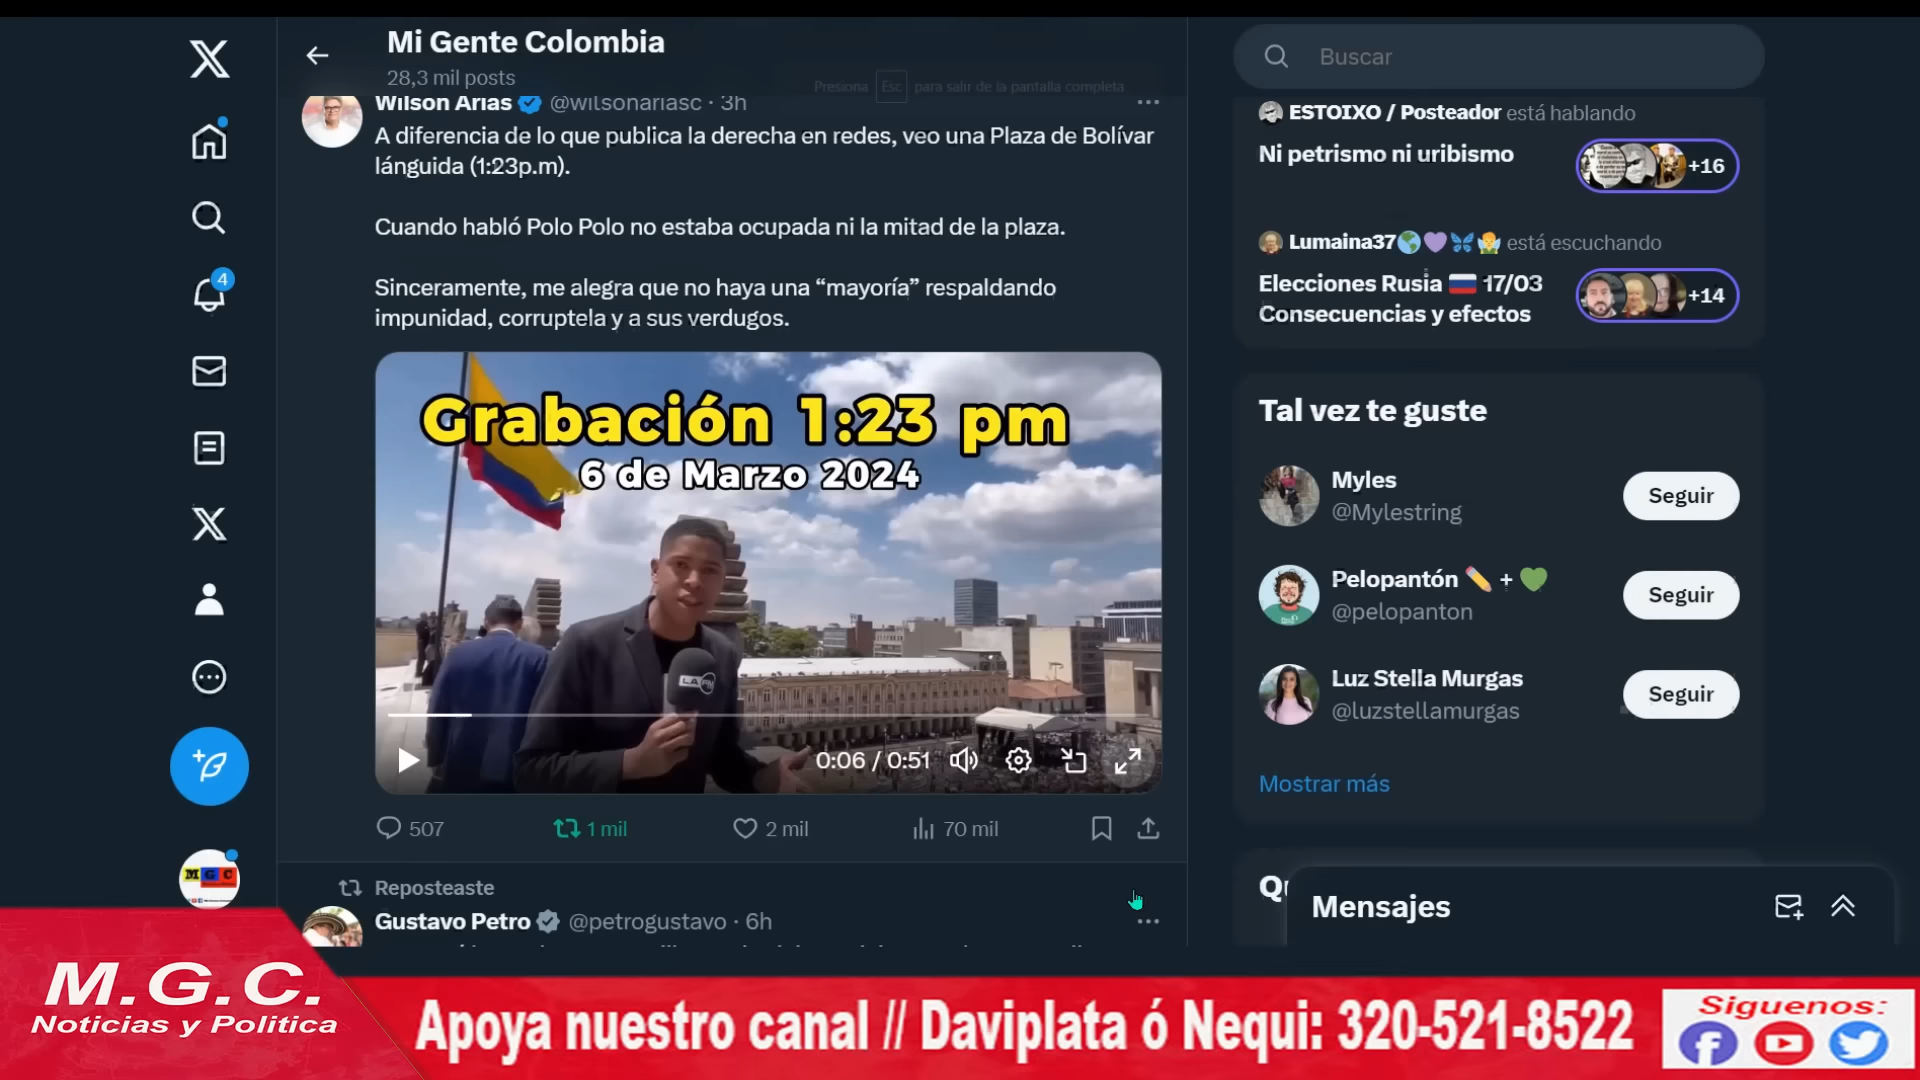 Mi Gente Colombia
28,3 mil posts
Presiona Esc para salir de la pantalla completa
Wilson Arias @wilsonariasc · 3h
A diferencia de lo que publica la derecha en redes, veo una Plaza de Bolívar
lánguida (1:23p.m).
Cuando habló Polo Polo no estaba ocupada ni la mitad de la plaza.
Sinceramente, me alegra que no haya una “mayoría” respaldando
impunidad, corruptela y a sus verdugos.
Grabación 1:23 pm
6 de Marzo 2024
LA FM
0:06 / 0:51
507
1 mil
2 mil
70 mil
Reposteaste
Gustavo Petro @petrogustavo · 6h
4
Buscar
ESTOIXO / Posteador está hablando
Ni petrismo ni uribismo
+16
Lumaina37 está escuchando
Elecciones Rusia 17/03
Consecuencias y efectos
+14
Tal vez te guste
Myles
@Mylestring
Seguir
Pelopantón + 
@pelopanton
Seguir
Luz Stella Murgas
@luzstellamurgas
Seguir
Mostrar más
Mensajes
M G C
M.G.C.
Noticias y Politica
Apoya nuestro canal // Daviplata ó Nequi: 320-521-8522
Siguenos: